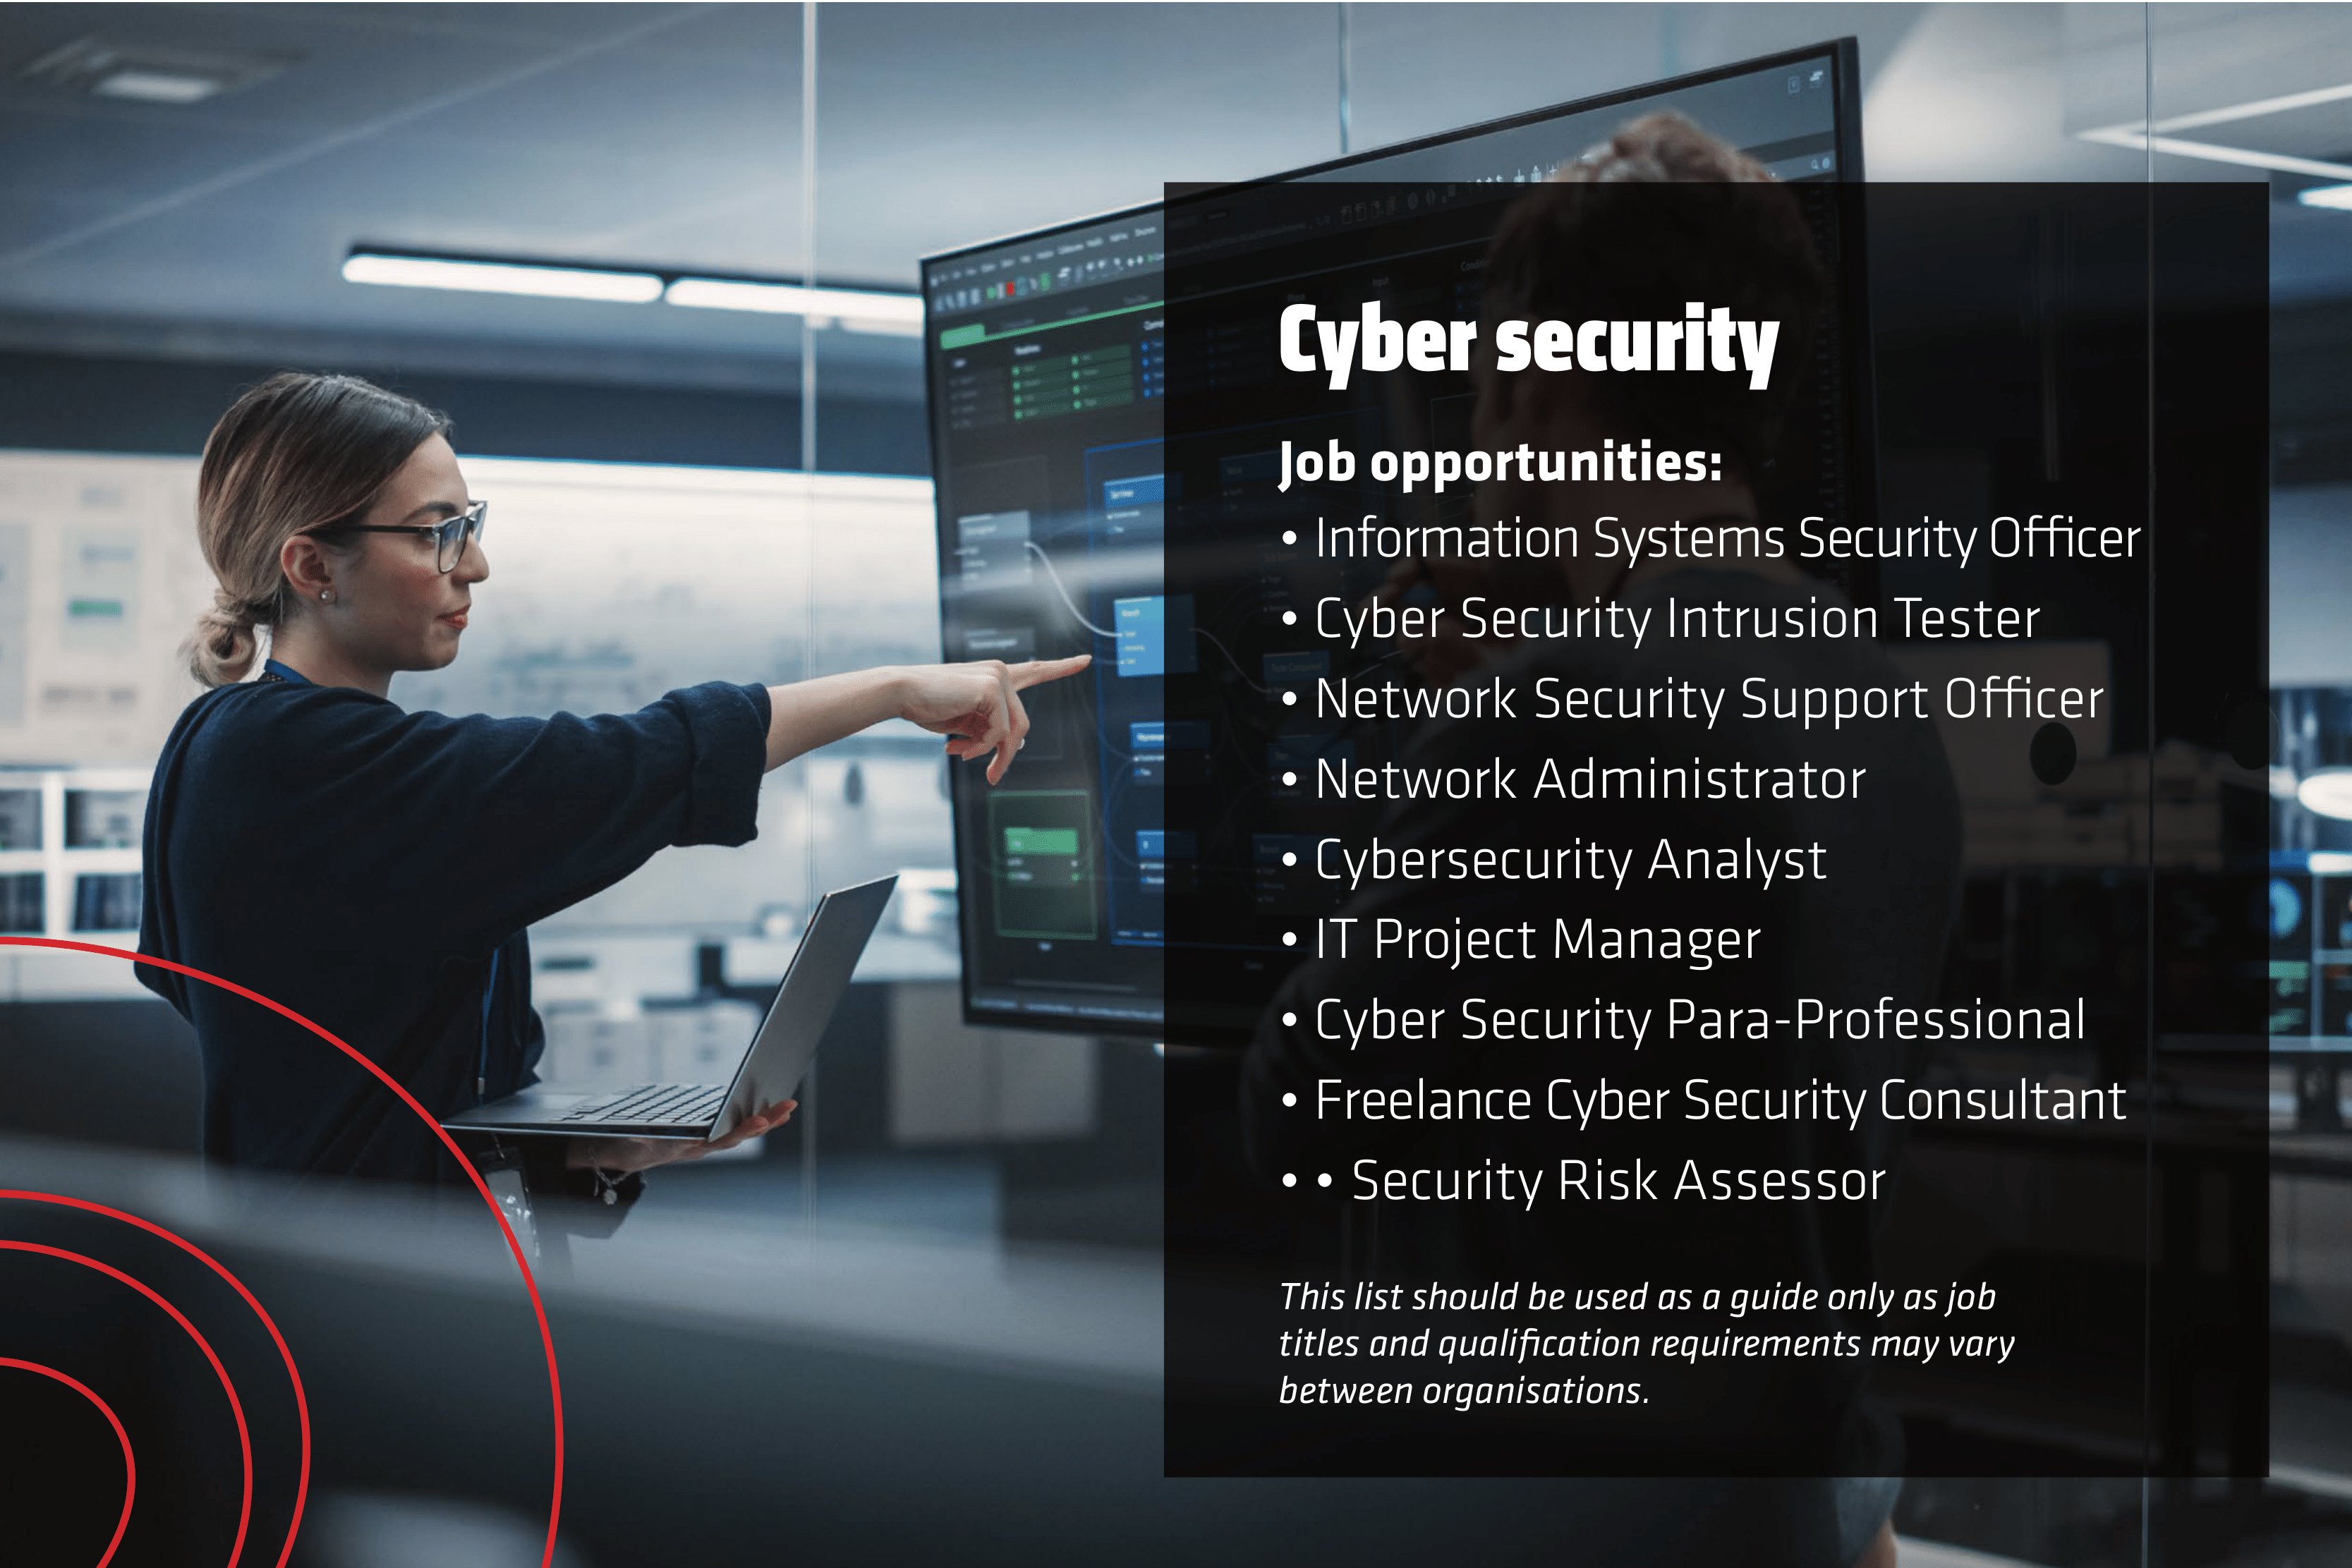 Cyber security
Job opportunities:
• Information Systems Security Officer
• Cyber Security Intrusion Tester
• Network Security Support Officer
• Network Administrator
• Cybersecurity Analyst
• IT Project Manager
• Cyber Security Para-Professional
• Freelance Cyber Security Consultant
• • Security Risk Assessor
This list should be used as a guide only as job
titles and qualification requirements may vary
between organisations.